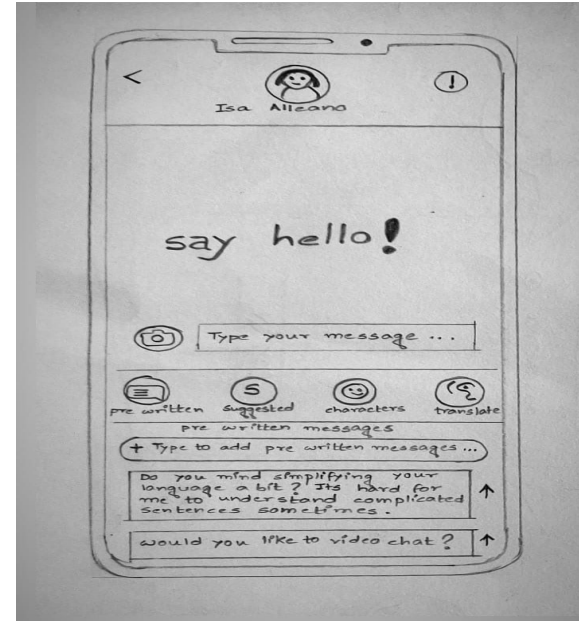 Isa Alleano
say hello!
Type your message ...
pre written
S
suggested
characters
translate
pre written messages
+ Type to add pre written messages...
Do you mind simplifying your
language a bit? Its hard for
me to understand complicated
sentences sometimes.
would you like to video chat?